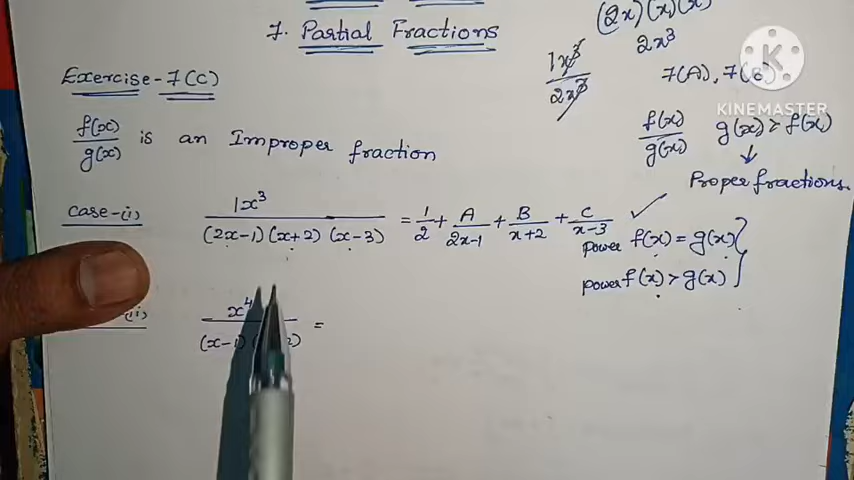 7. Partial Fractions
(2x)(x)(x)
2x³
1x³
2x³
Exercise-7(C)
7(A), 7(B)
KINEMASTER
f(x)/g(x) is an Improper fraction
f(x)/g(x) g(x) > f(x)
↓
Proper fractions.
Case-(i) 1x³/(2x-1)(x+2)(x-3) = 1/2 + A/2x-1 + B/x+2 + C/x-3 ✓
power f(x) = g(x)
power f(x) > g(x)
x⁴
(x-1) 2) =